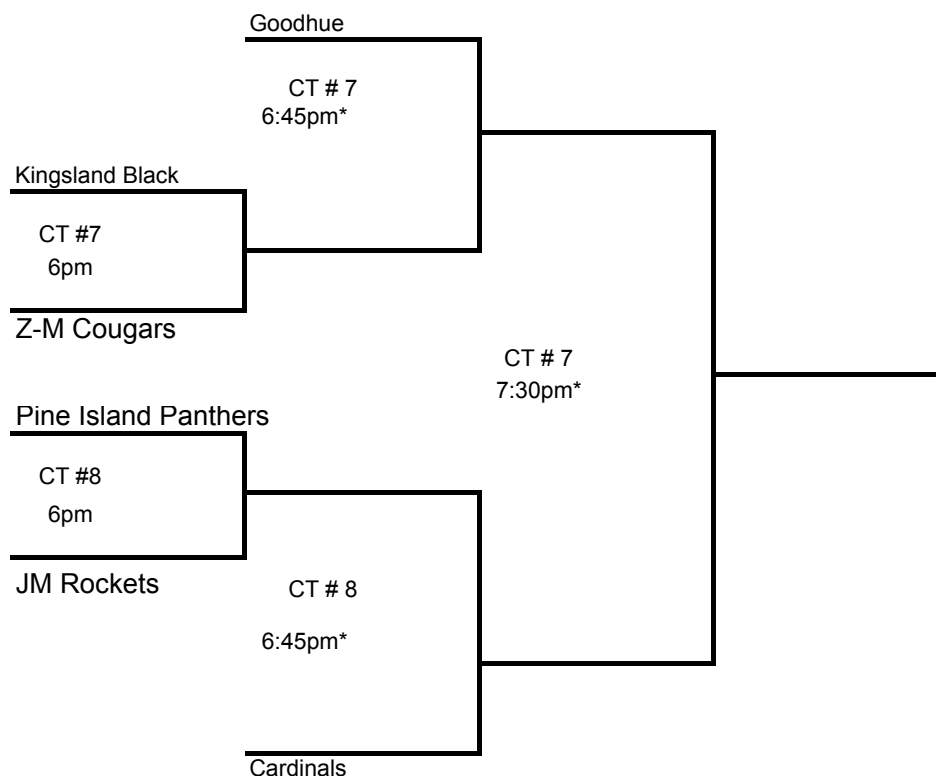 Goodhue
CT # 7
6:45pm*
Kingsland Black
CT #7
6pm
Z-M Cougars
CT # 7
7:30pm*
Pine Island Panthers
CT #8
6pm
JM Rockets
CT # 8
6:45pm*
Cardinals